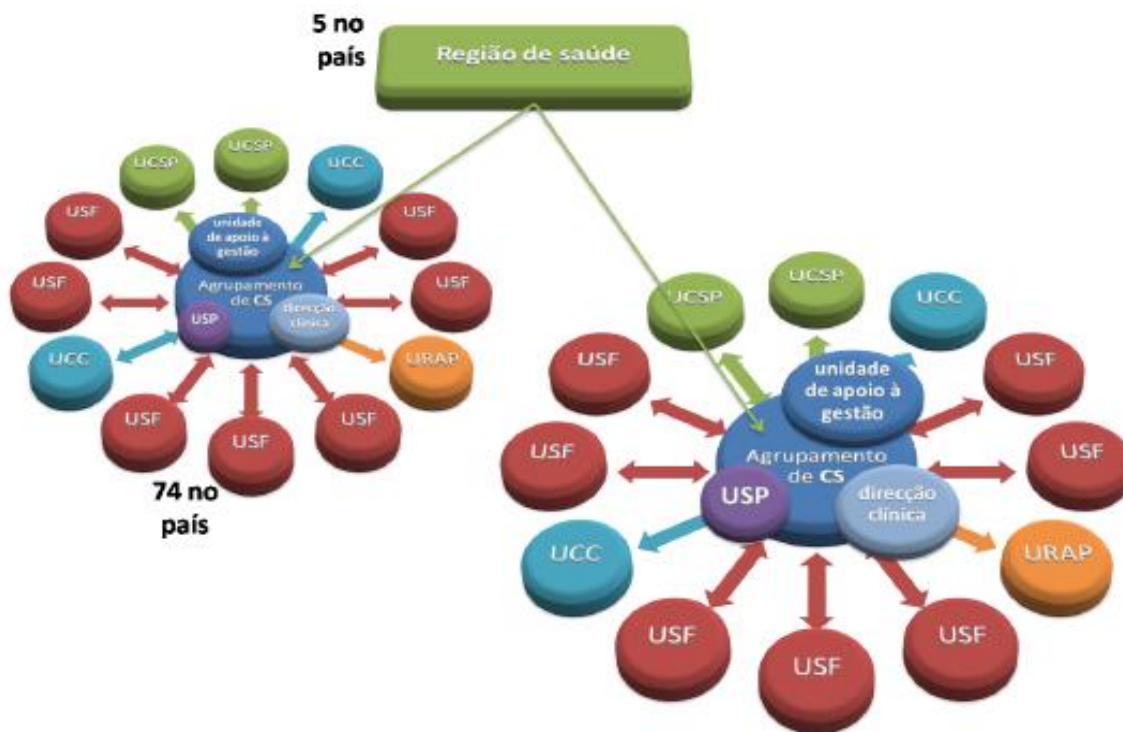 5 no
país
Região de saúde
UCSP
UCSP
UCC
USF
USF
unidade
de apoio à
gestão
USF
USF
Agrupamento
de CS
USP
direcção
clínica
UCC
URAP
USF
USF
USF
74 no
país
UCSP
UCSP
UCC
USF
USF
unidade
de apoio à
gestão
USF
USF
Agrupamento
de CS
USP
direcção
clínica
UCC
URAP
USF
USF
USF